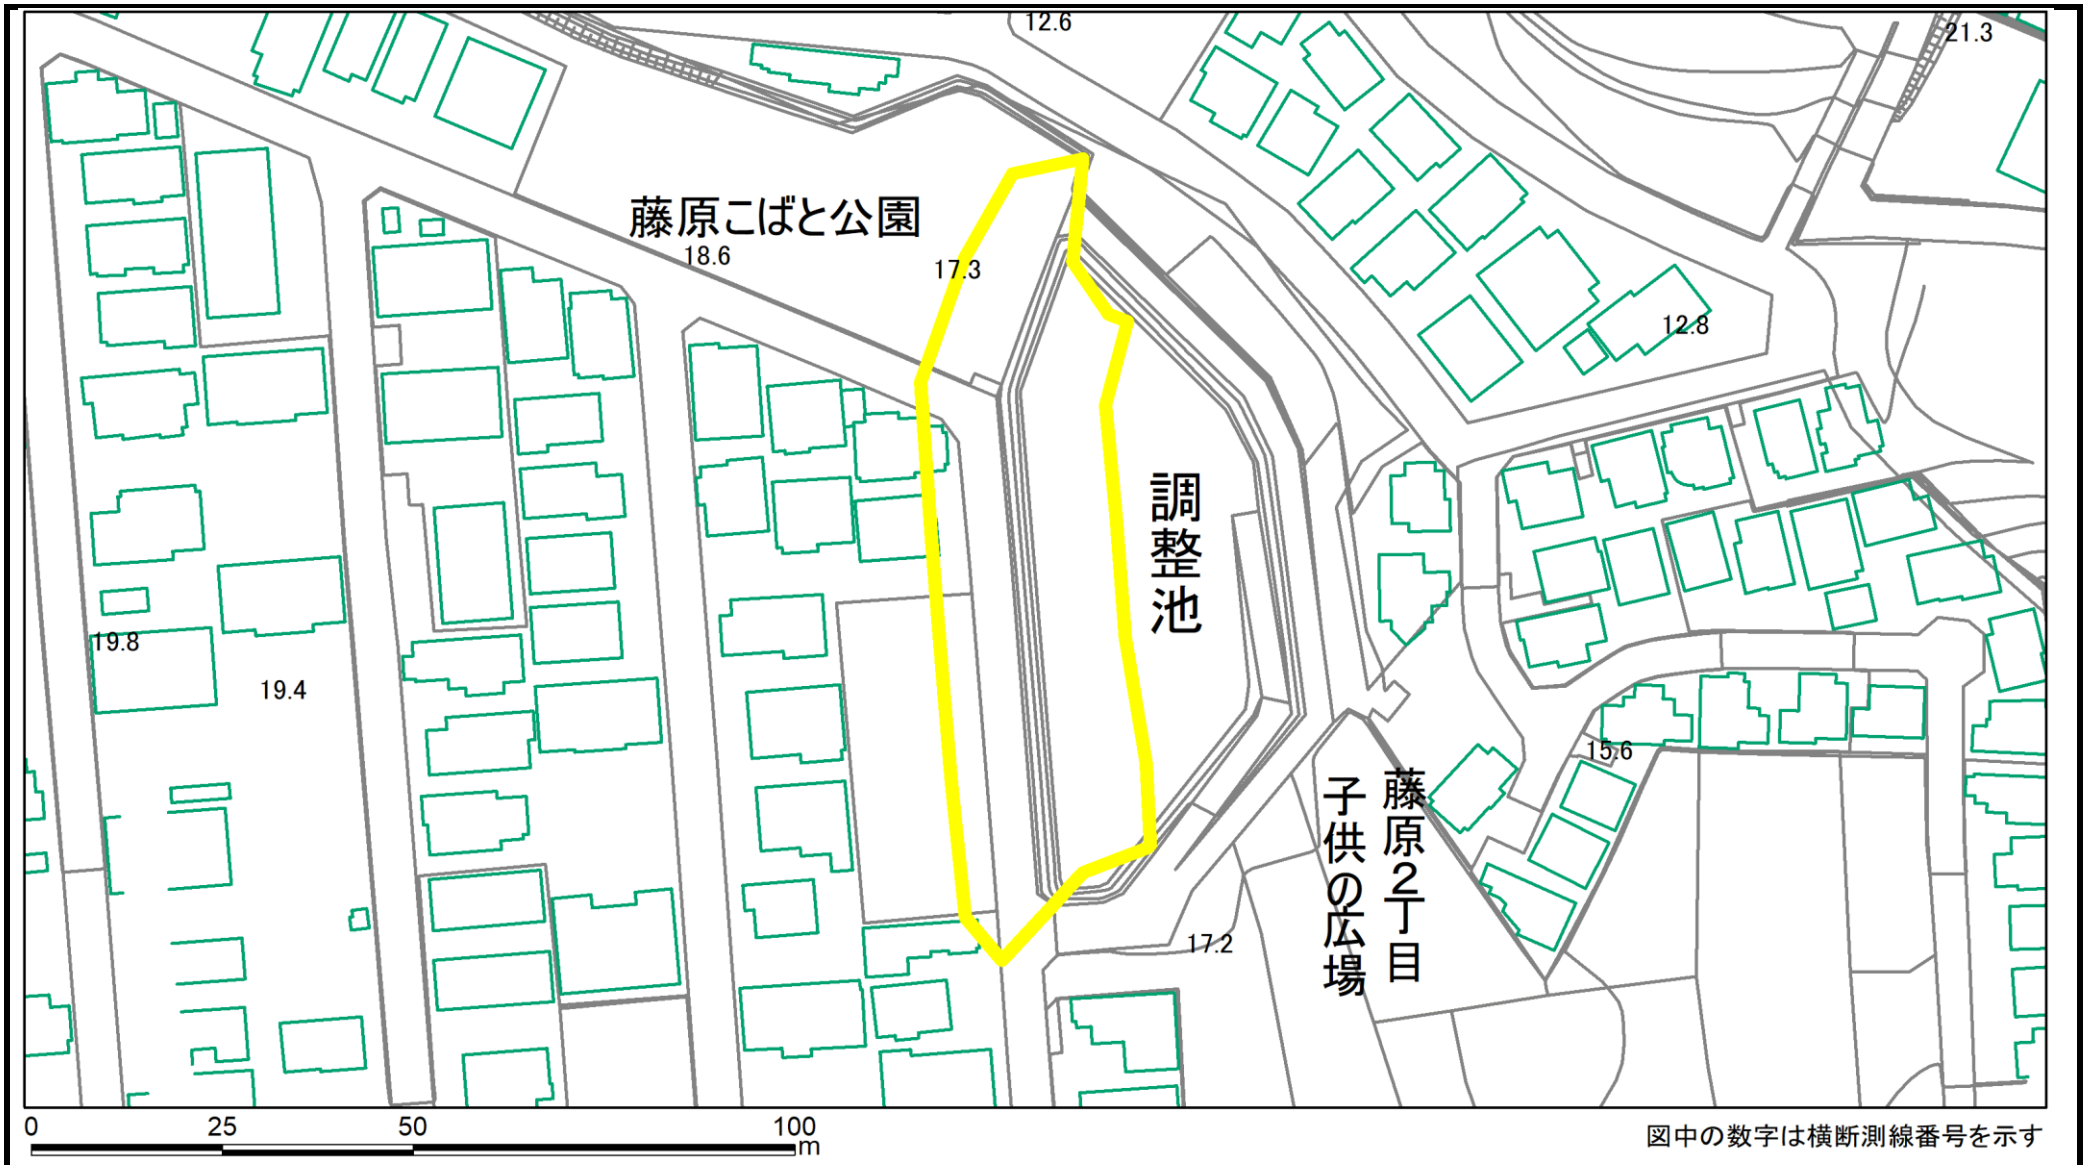 12.6
21.3
藤原こばと公園
18.6
17.3
12.8
調整池
19.8
19.4
15.6
藤原2丁目
子供の広場
17.2
0 25 50 100
m
図中の数字は横断測線番号を示す